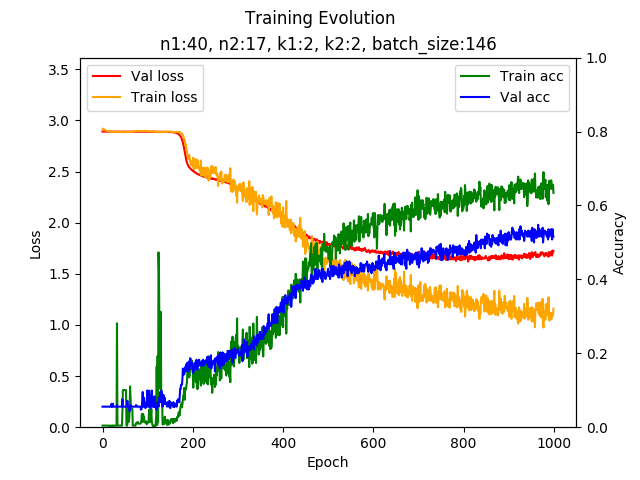 Training Evolution
n1:40, n2:17, k1:2, k2:2, batch_size:146
Val loss
Train loss
Train acc
Val acc
3.5
3.0
2.5
2.0
1.5
1.0
0.5
0.0
Loss
1.0
0.8
0.6
0.4
0.2
0.0
Accuracy
0
200
400
600
800
1000
Epoch